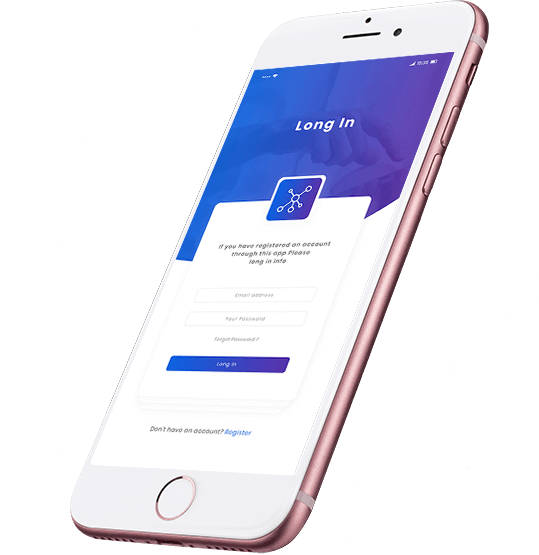 Long In
If you have registered an account
through this app Please
long in info
Email address
Your Password
Forgot Password ?
Long in
Don't have an account? Register